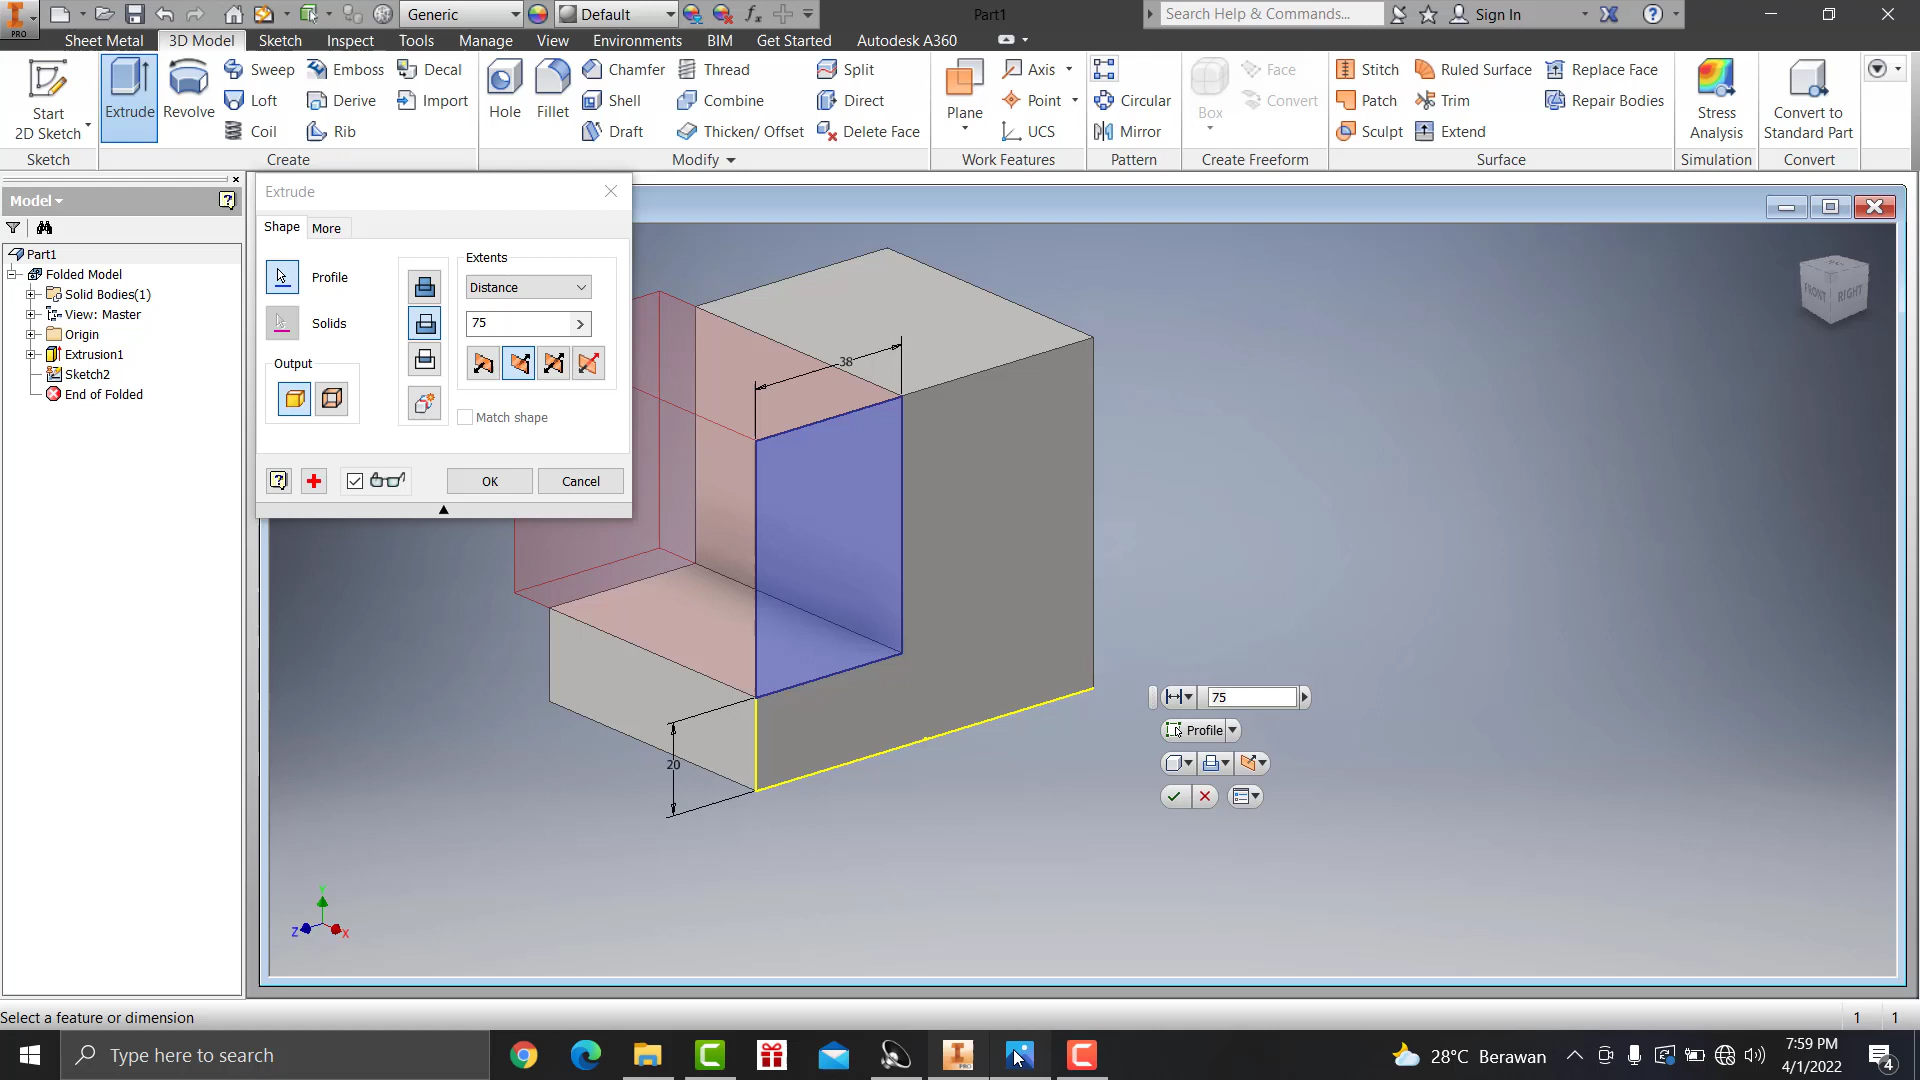 PRO
Generic
Default
Part1
Search Help & Commands...
Sign In
Sheet Metal
3D Model
Sketch
Inspect
Tools
Manage
View
Environments
BIM
Get Started
Autodesk A360
Start
2D Sketch
Extrude
Revolve
Sweep
Loft
Coil
Emboss
Derive
Rib
Decal
Import
Hole
Fillet
Chamfer
Shell
Draft
Thread
Combine
Thicken/ Offset
Split
Direct
Delete Face
Plane
Axis
Point
UCS
Circular
Mirror
Box
Face
Convert
Stitch
Patch
Sculpt
Ruled Surface
Trim
Extend
Replace Face
Repair Bodies
Stress
Analysis
Convert to
Standard Part
Sketch
Create
Modify
Work Features
Pattern
Create Freeform
Surface
Simulation
Convert
Model
Part1
Folded Model
Solid Bodies(1)
View: Master
Origin
Extrusion1
Sketch2
End of Folded
Extrude
Shape
More
Profile
Solids
Output
Extents
Distance
75
Match shape
OK
Cancel
38
20
FRONT
RIGHT
75
Profile
Y
Z
X
Select a feature or dimension
1
1
Type here to search
PRO
28°C Berawan
7:59 PM
4/1/2022
4